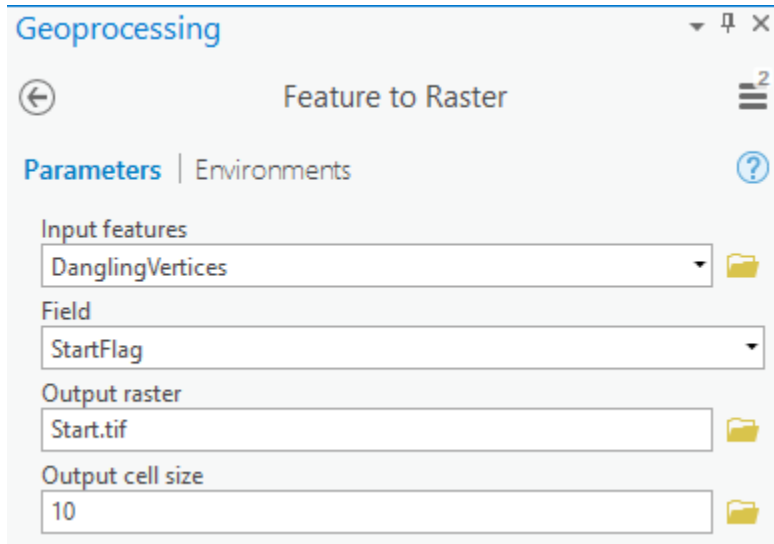 Geoprocessing
Feature to Raster 2
Parameters | Environments ?
Input features
DanglingVertices
Field
StartFlag
Output raster
Start.tif
Output cell size
10